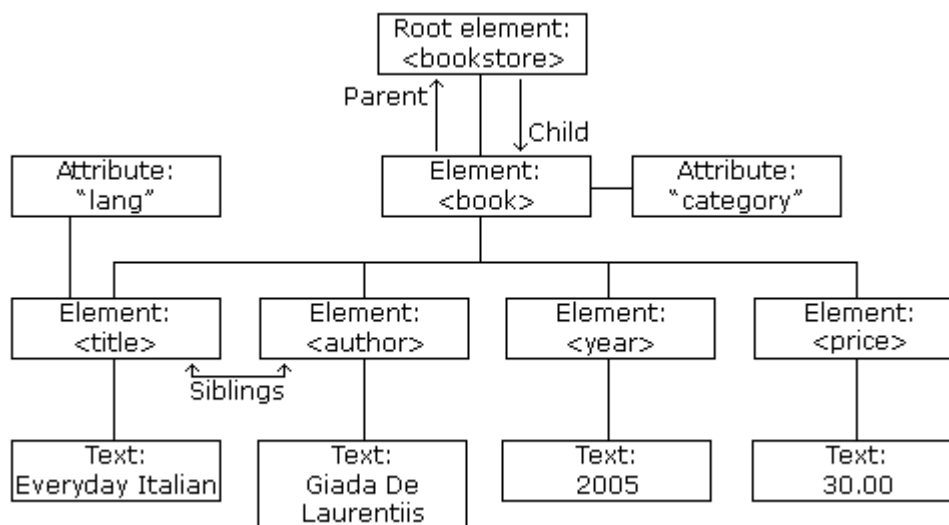 Root element:
<bookstore>
Parent
Child
Attribute:
“lang”
Element:
<book>
Attribute:
“category”
Element:
<title>
Element:
<author>
Element:
<year>
Element:
<price>
Siblings
Text:
Everyday Italian
Text:
Giada De
Laurentiis
Text:
2005
Text:
30.00